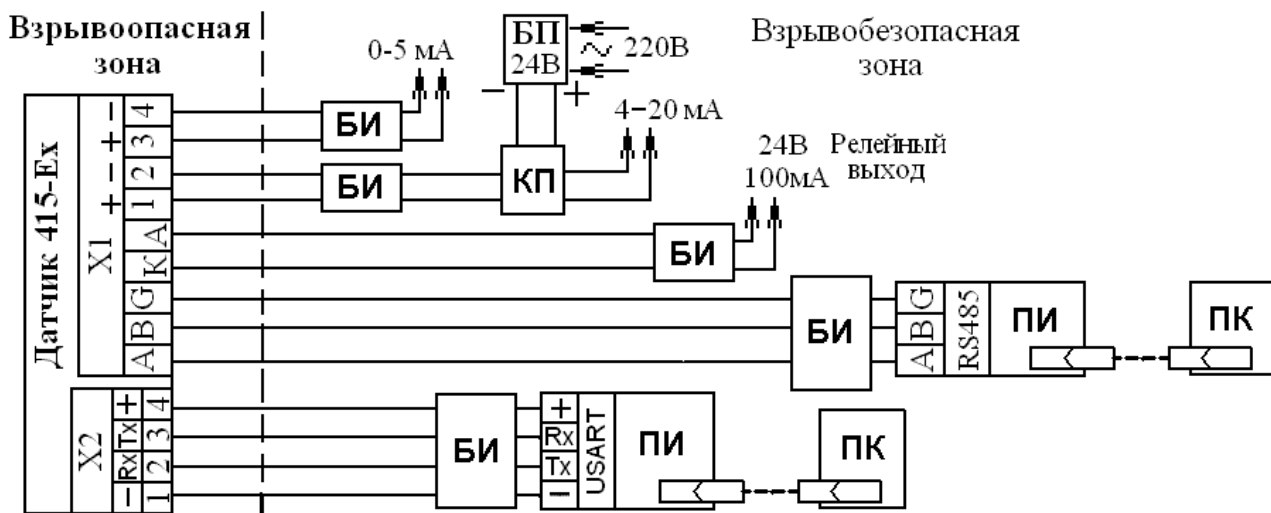 Взрывоопасная
зона
0-5 мА
БП
24В
~ 220В
− +
Взрывобезопасная
зона
4−20 мА
24В
100мА
Релейный
выход
Датчик 415-Ex
X1
− 4
+ 3
− 2
+ 1
А
К
G
B
A
БИ
БИ
КП
БИ
БИ
G
B
A
RS485
ПИ
ПК
X2
+ 4
Tx 3
Rx 2
− 1
БИ
+
Rx
Tx
−
USART
ПИ
ПК